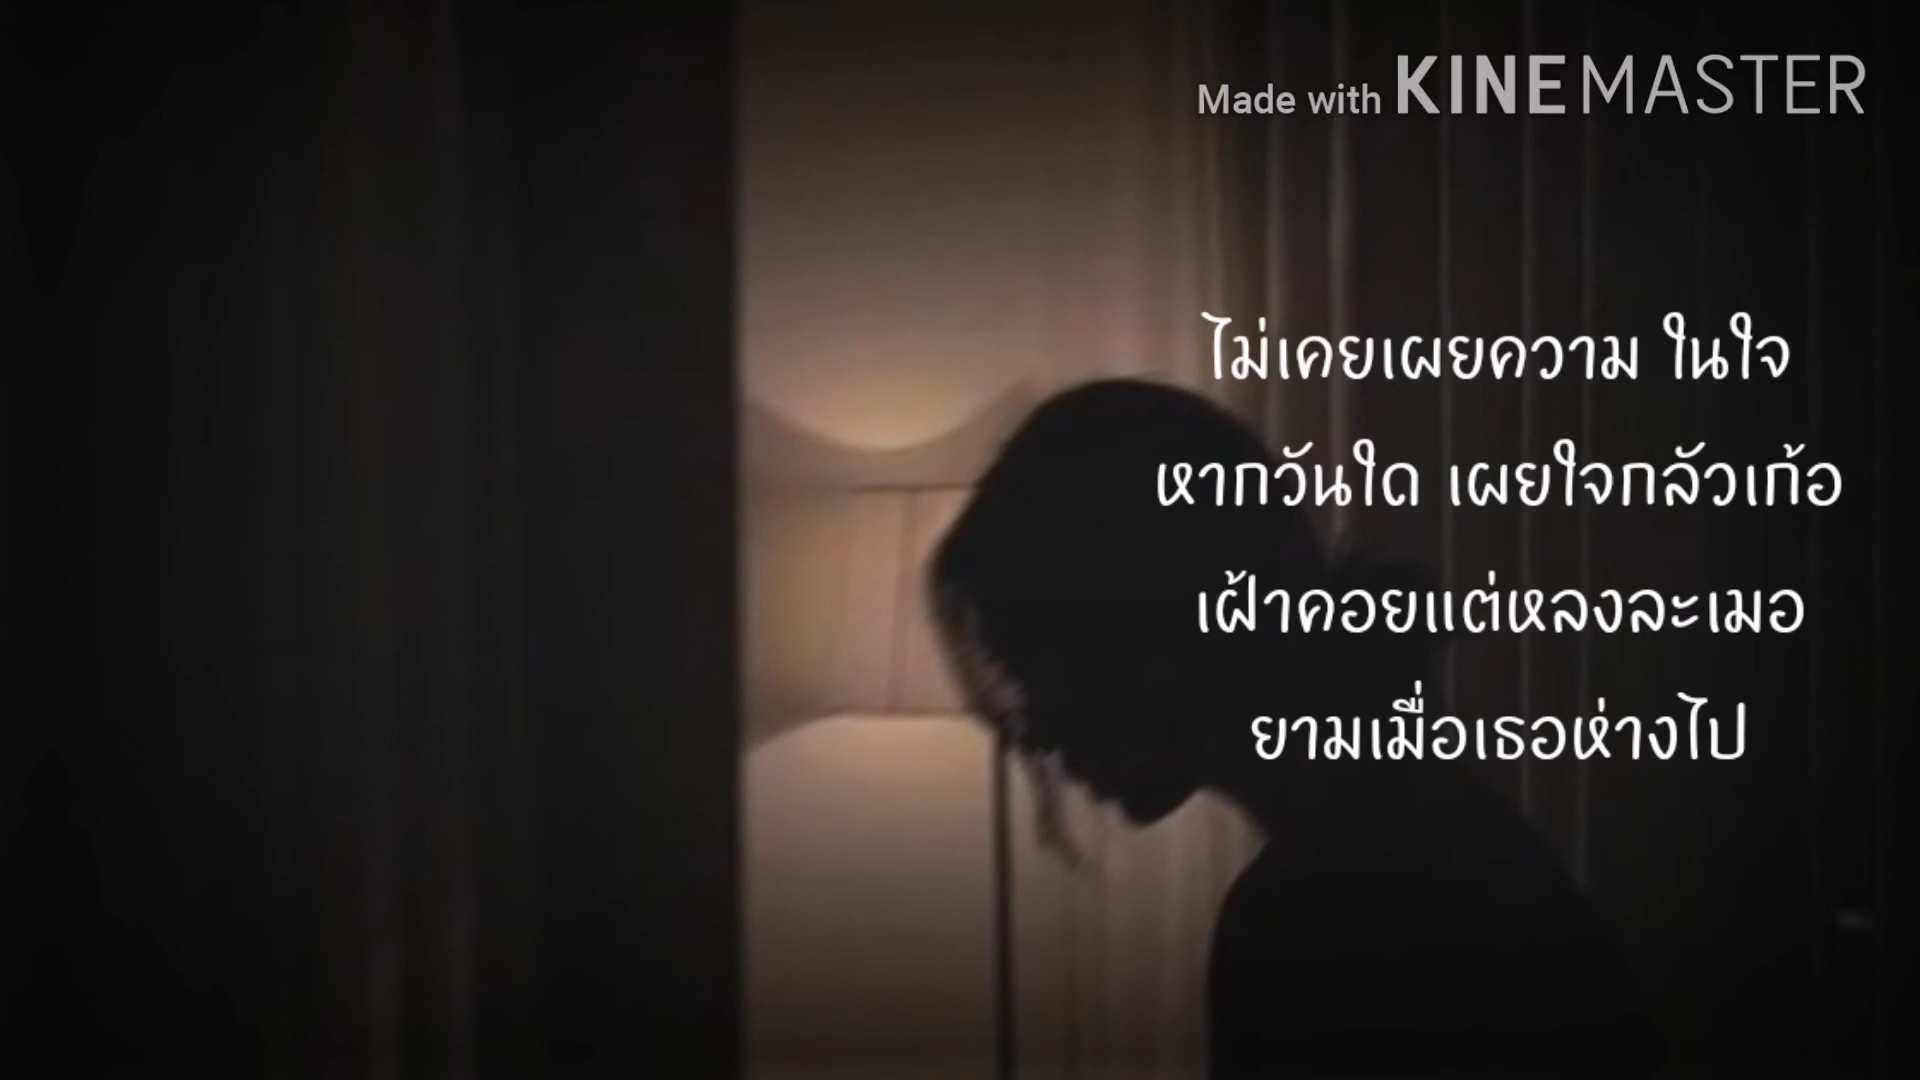 Made with KINEMASTER
ไม่เคยเผยความ ในใจ
หากวันใด เผยใจกลัวเก้อ
เฝ้าคอยแต่หลงละเมอ
ยามเมื่อเธอห่างไป